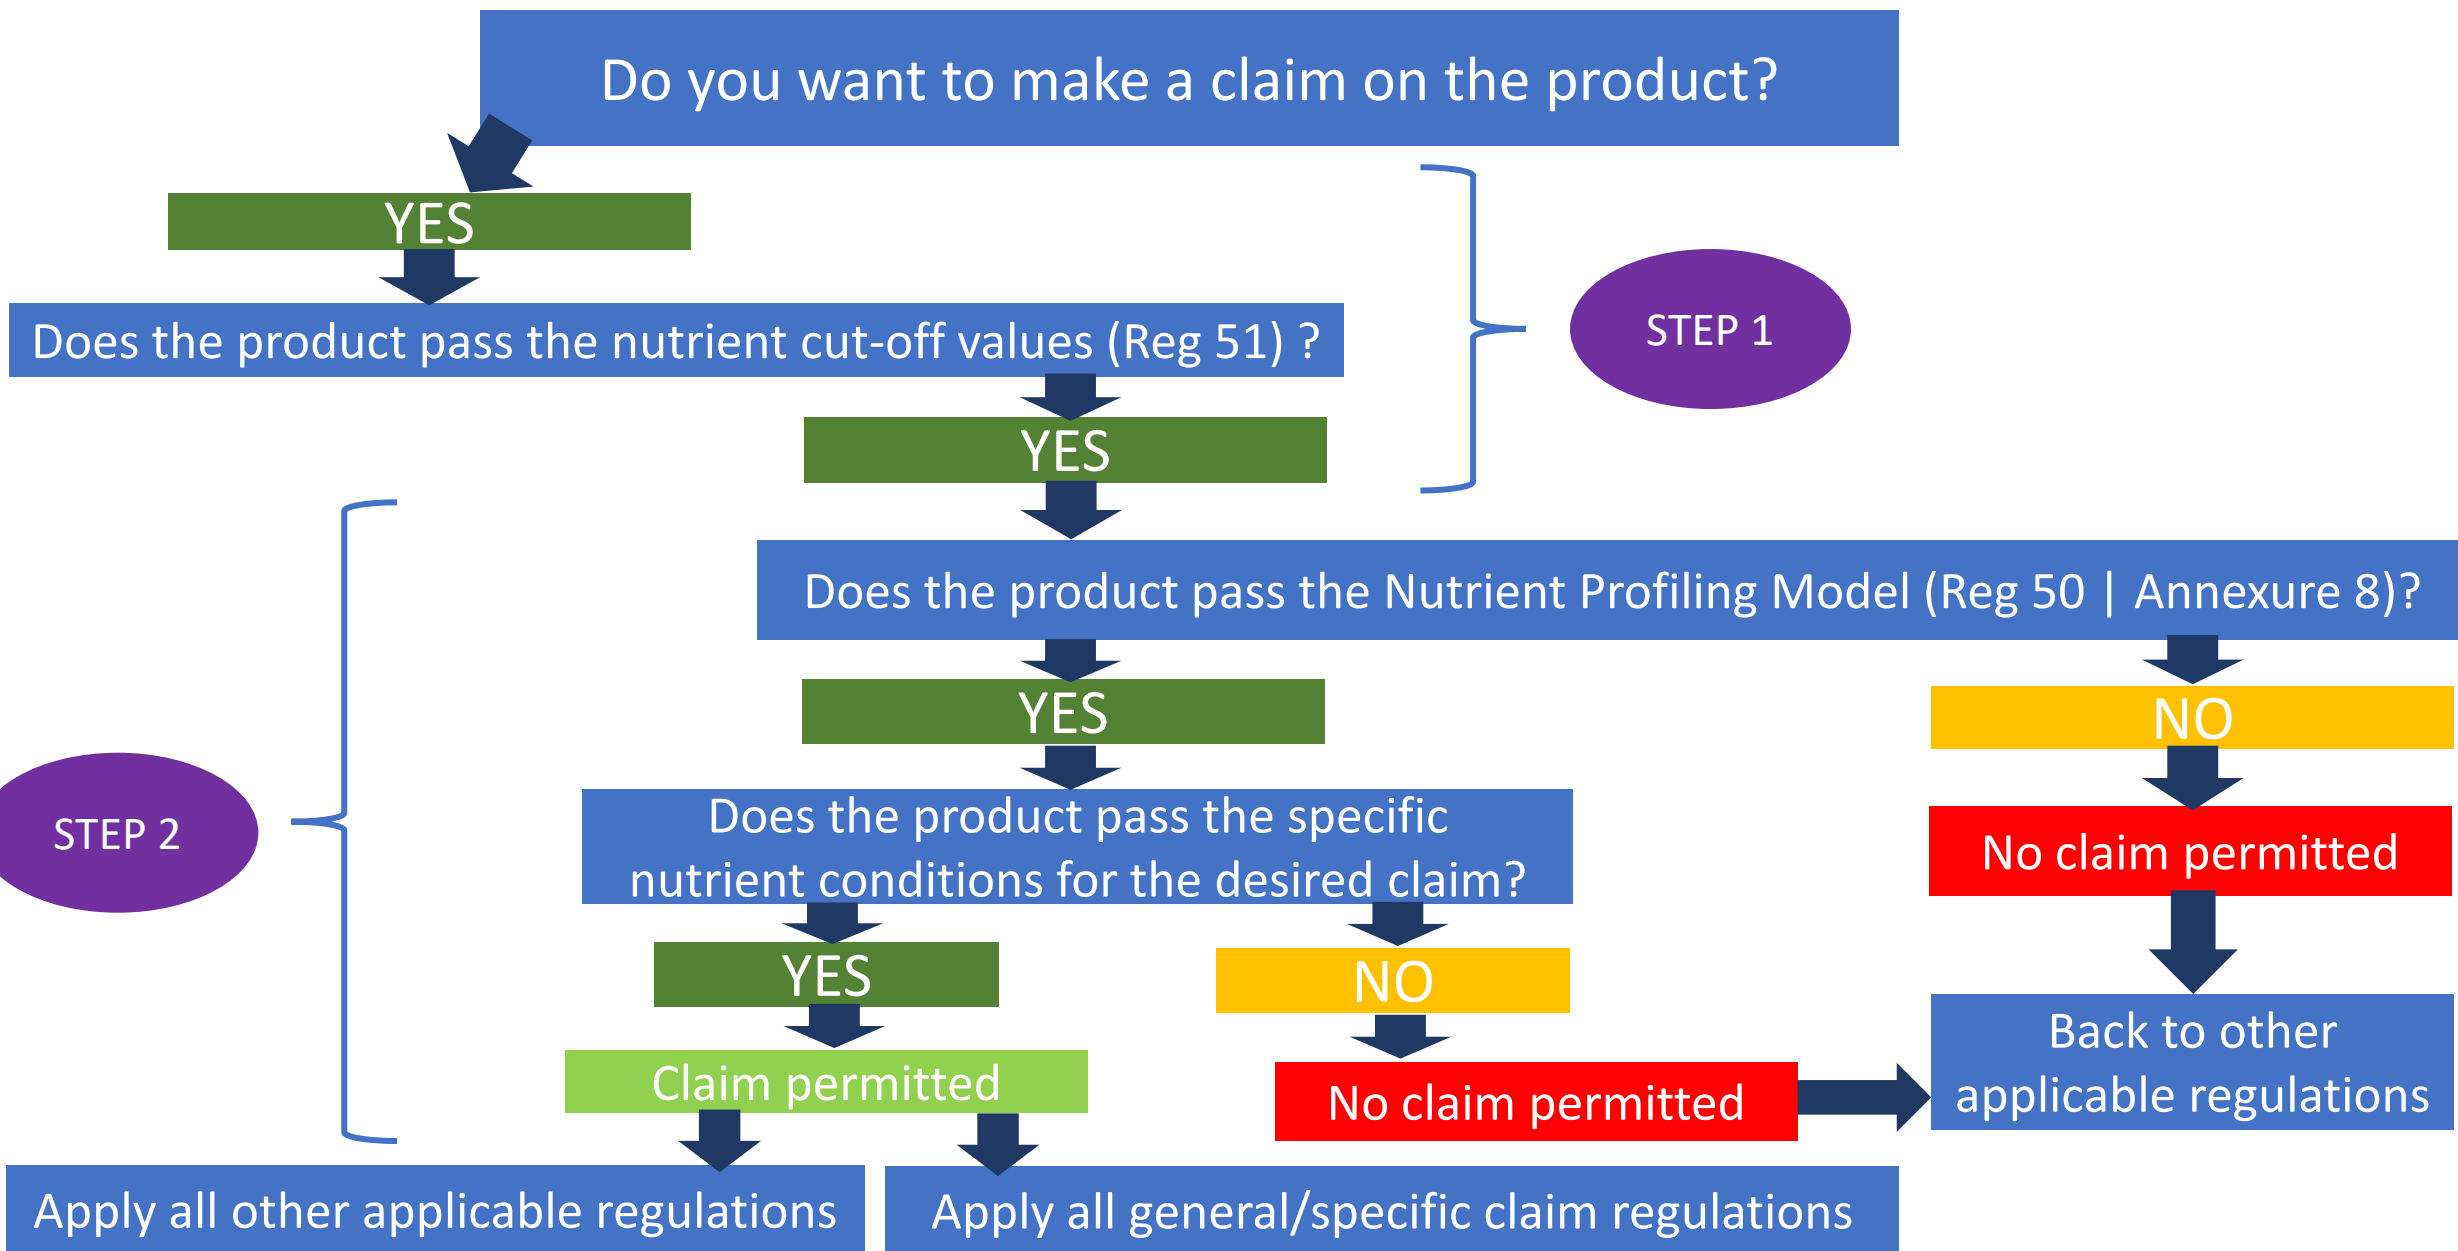 Do you want to make a claim on the product?
YES
Does the product pass the nutrient cut-off values (Reg 51) ?
STEP 1
YES
Does the product pass the Nutrient Profiling Model (Reg 50 | Annexure 8)?
YES
NO
STEP 2
Does the product pass the specific
nutrient conditions for the desired claim?
No claim permitted
YES
NO
Claim permitted
No claim permitted
Back to other
applicable regulations
Apply all other applicable regulations
Apply all general/specific claim regulations